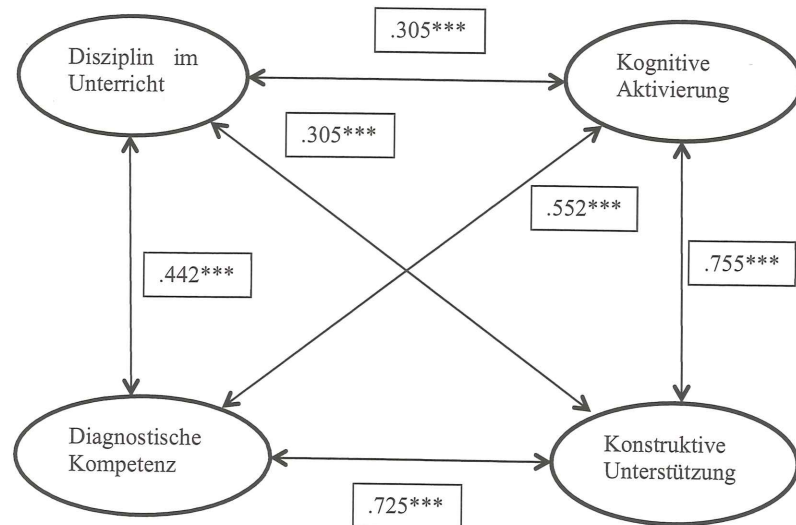 .305***
Disziplin im
Unterricht
Kognitive
Aktivierung
.305***
.552***
.442***
.755***
Diagnostische
Kompetenz
Konstruktive
Unterstützung
.725***